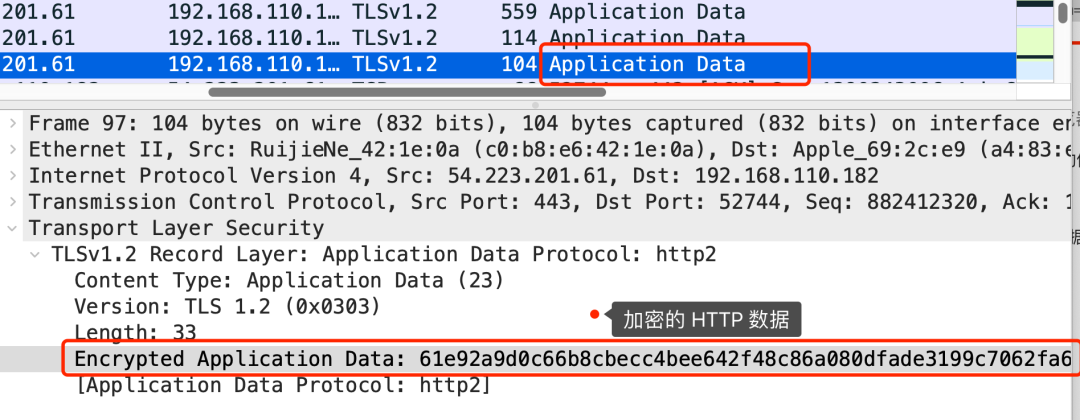 201.61 192.168.110.1… TLSv1.2 559 Application Data
201.61 192.168.110.1… TLSv1.2 114 Application Data
201.61 192.168.110.1… TLSv1.2 104 Application Data
Frame 97: 104 bytes on wire (832 bits), 104 bytes captured (832 bits) on interface en
Ethernet II, Src: RuijieNe_42:1e:0a (c0:b8:e6:42:1e:0a), Dst: Apple_69:2c:e9 (a4:83:e
Internet Protocol Version 4, Src: 54.223.201.61, Dst: 192.168.110.182
Transmission Control Protocol, Src Port: 443, Dst Port: 52744, Seq: 882412320, Ack: 1
Transport Layer Security
TLSv1.2 Record Layer: Application Data Protocol: http2
Content Type: Application Data (23)
Version: TLS 1.2 (0x0303)
加密的 HTTP 数据
Length: 33
Encrypted Application Data: 61e92a9d0c66b8cbecc4bee642f48c86a080dfade3199c7062fa6
[Application Data Protocol: http2]